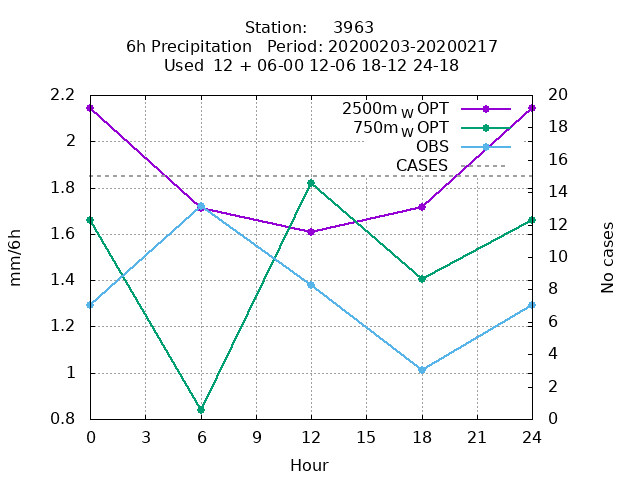 Station:     3963
6h Precipitation   Period: 20200203-20200217
Used  12 + 06-00 12-06 18-12 24-18
2.2
2
1.8
1.6
1.4
1.2
1
0.8
20
18
16
14
12
10
8
6
4
2
0
2500m W OPT
750m W OPT
OBS
CASES
mm/6h
No cases
0 3 6 9 12 15 18 21 24
Hour